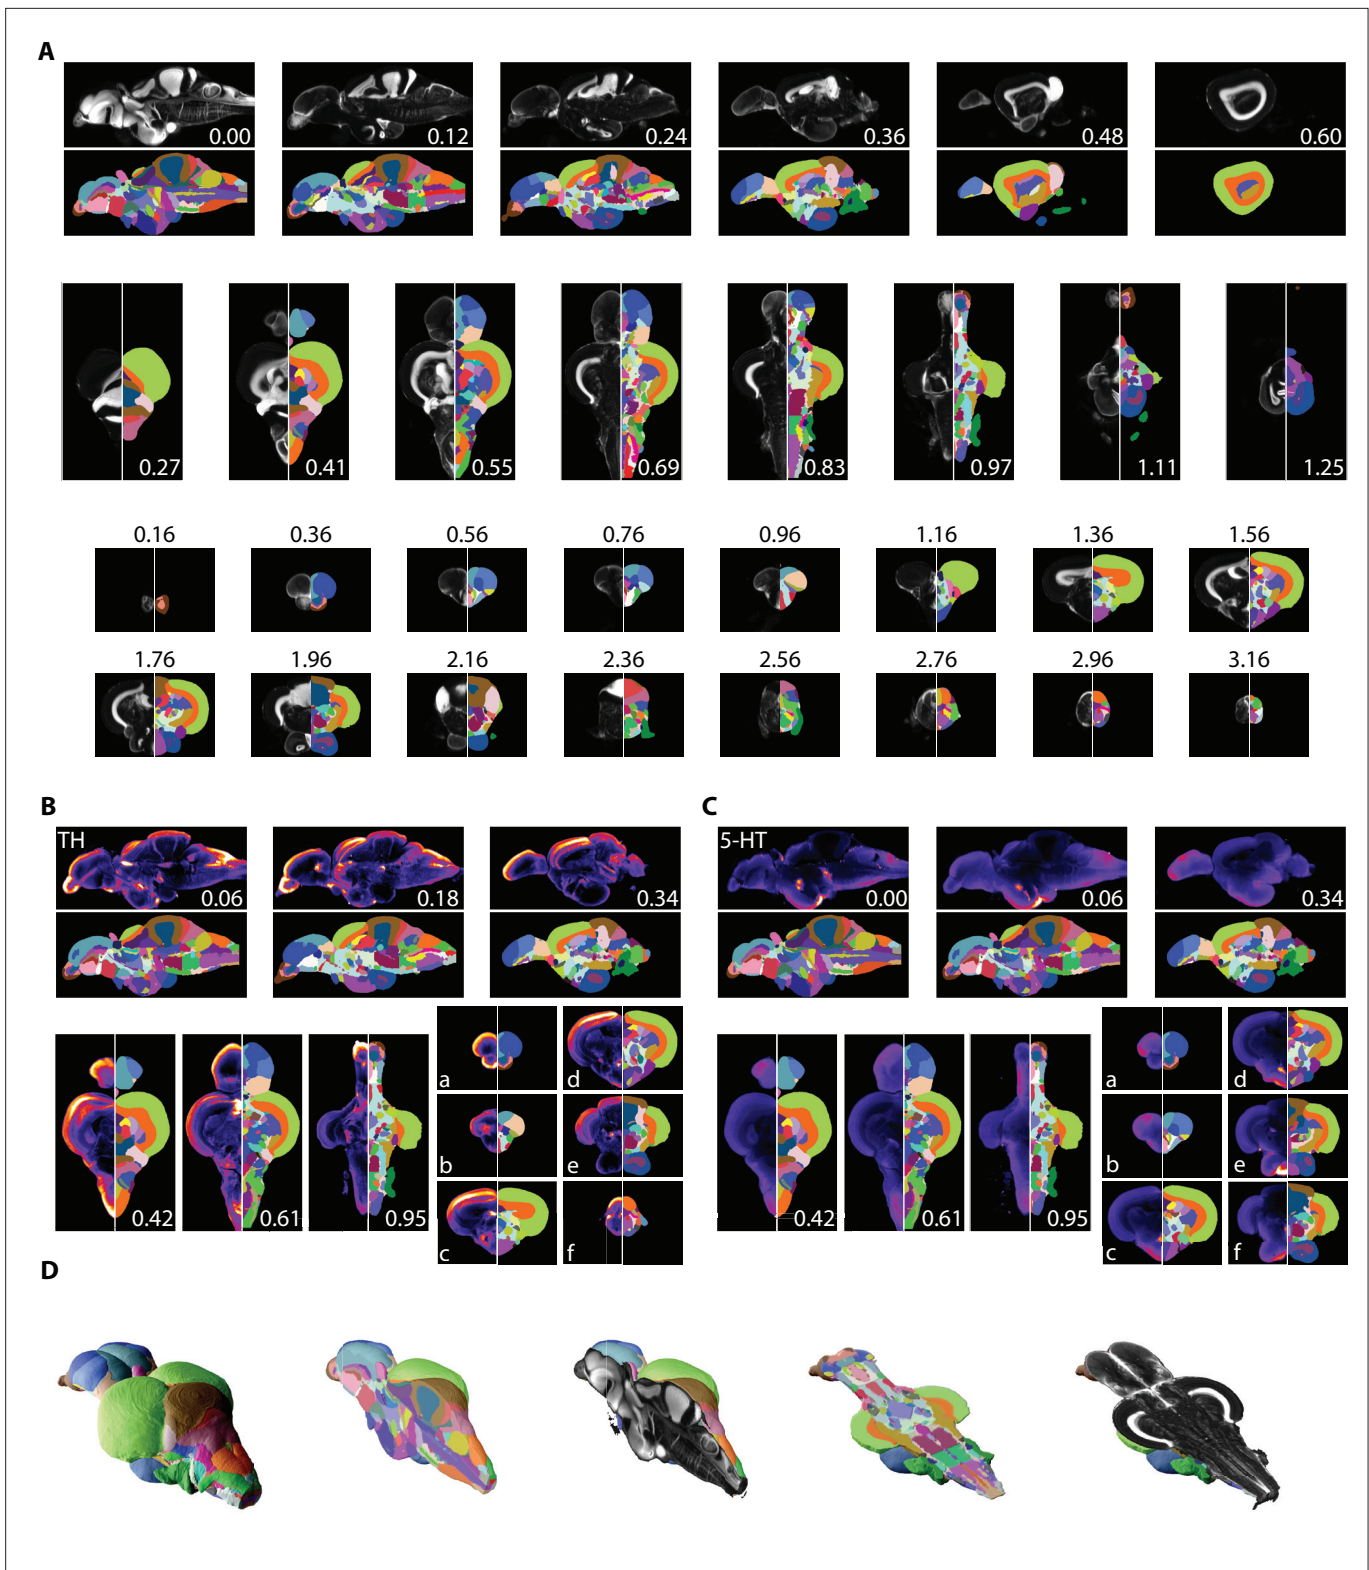 A
0.00 0.12 0.24 0.36 0.48 0.60
0.27 0.41 0.55 0.69 0.83 0.97 1.11 1.25
0.16 0.36 0.56 0.76 0.96 1.16 1.36 1.56
1.76 1.96 2.16 2.36 2.56 2.76 2.96 3.16
B
TH
0.06 0.18 0.34
a d
b e
0.42 0.61 0.95 c f
C
5-HT
0.00 0.06 0.34
a d
b e
0.42 0.61 0.95 c f
D